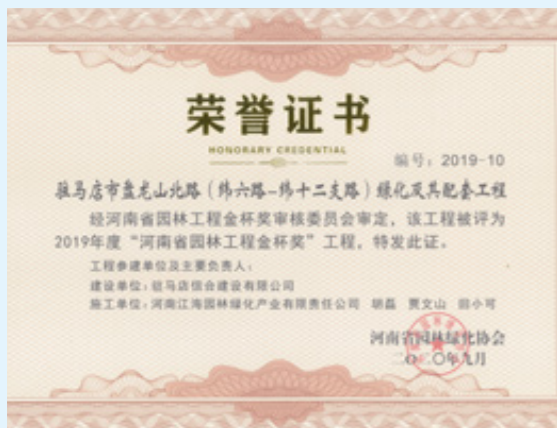 荣誉证书
HONORARY CREDENTIAL
编号：2019-10
驻马店市盘龙山北路（纬六路-纬十二支路）绿化及其配套工程
经河南省园林工程金杯奖审核委员会审定，该工程被评为
2019年度“河南省园林工程金杯奖”工程，特发此证。
工程参建单位及主要负责人：
建设单位：驻马店信合建设有限公司
施工单位：河南江海园林绿化产业有限责任公司 胡磊 贾文山 田小可
河南省园林绿化协会
二〇二〇年九月